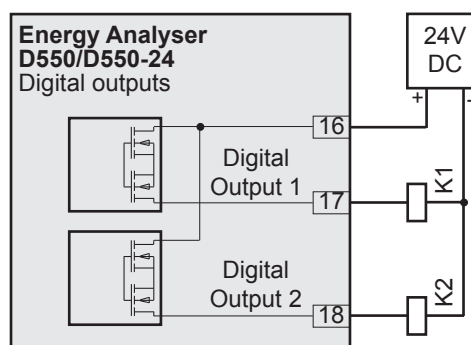 Energy Analyser
D550/D550-24
Digital outputs
24V
DC
+
-
16
Digital
Output 1
17
K1
Digital
Output 2
18
K2